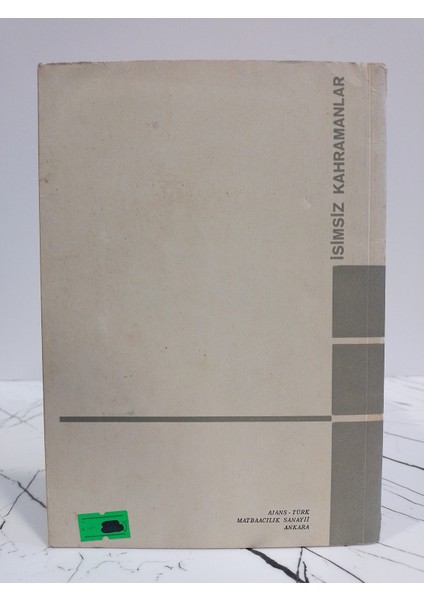 İSİMSİZ KAHRAMANLAR
AJANS - TÜRK
MATBAACILIK SANAYİİ
ANKARA